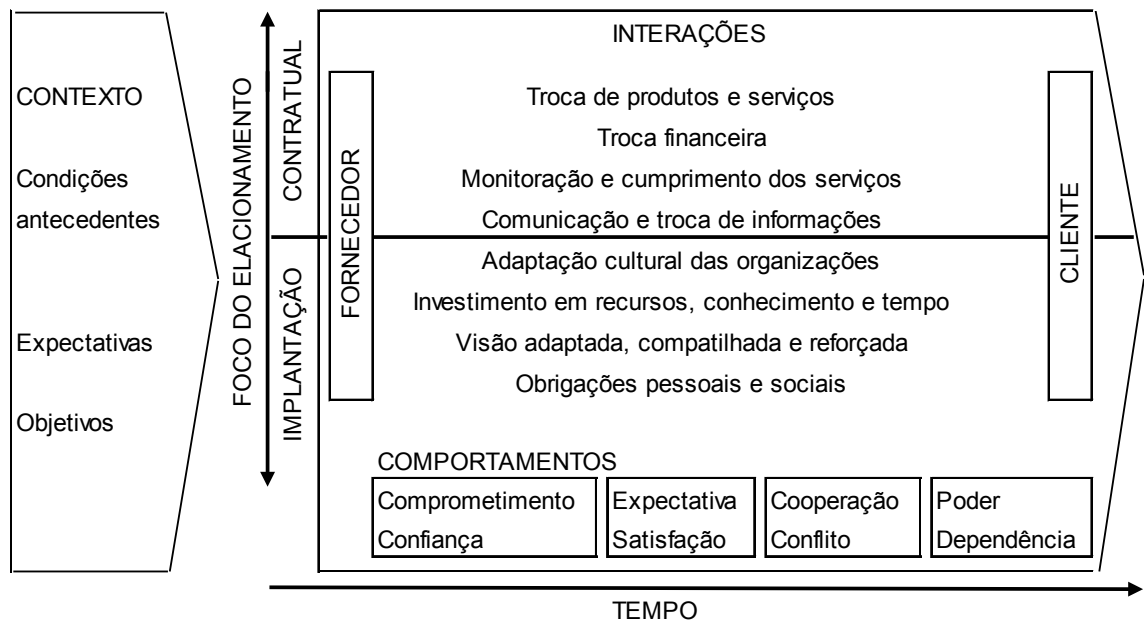 CONTEXTO
Condições
antecedentes
Expectativas
Objetivos
FOCO DO ELACIONAMENTO
CONTRATUAL
IMPLANTAÇÃO
INTERAÇÕES
FORNECEDOR
Troca de produtos e serviços
Troca financeira
Monitoração e cumprimento dos serviços
Comunicação e troca de informações
Adaptação cultural das organizações
Investimento em recursos, conhecimento e tempo
Visão adaptada, compatilhada e reforçada
Obrigações pessoais e sociais
CLIENTE
COMPORTAMENTOS
Comprometimento
Confiança
Expectativa
Satisfação
Cooperação
Conflito
Poder
Dependência
TEMPO